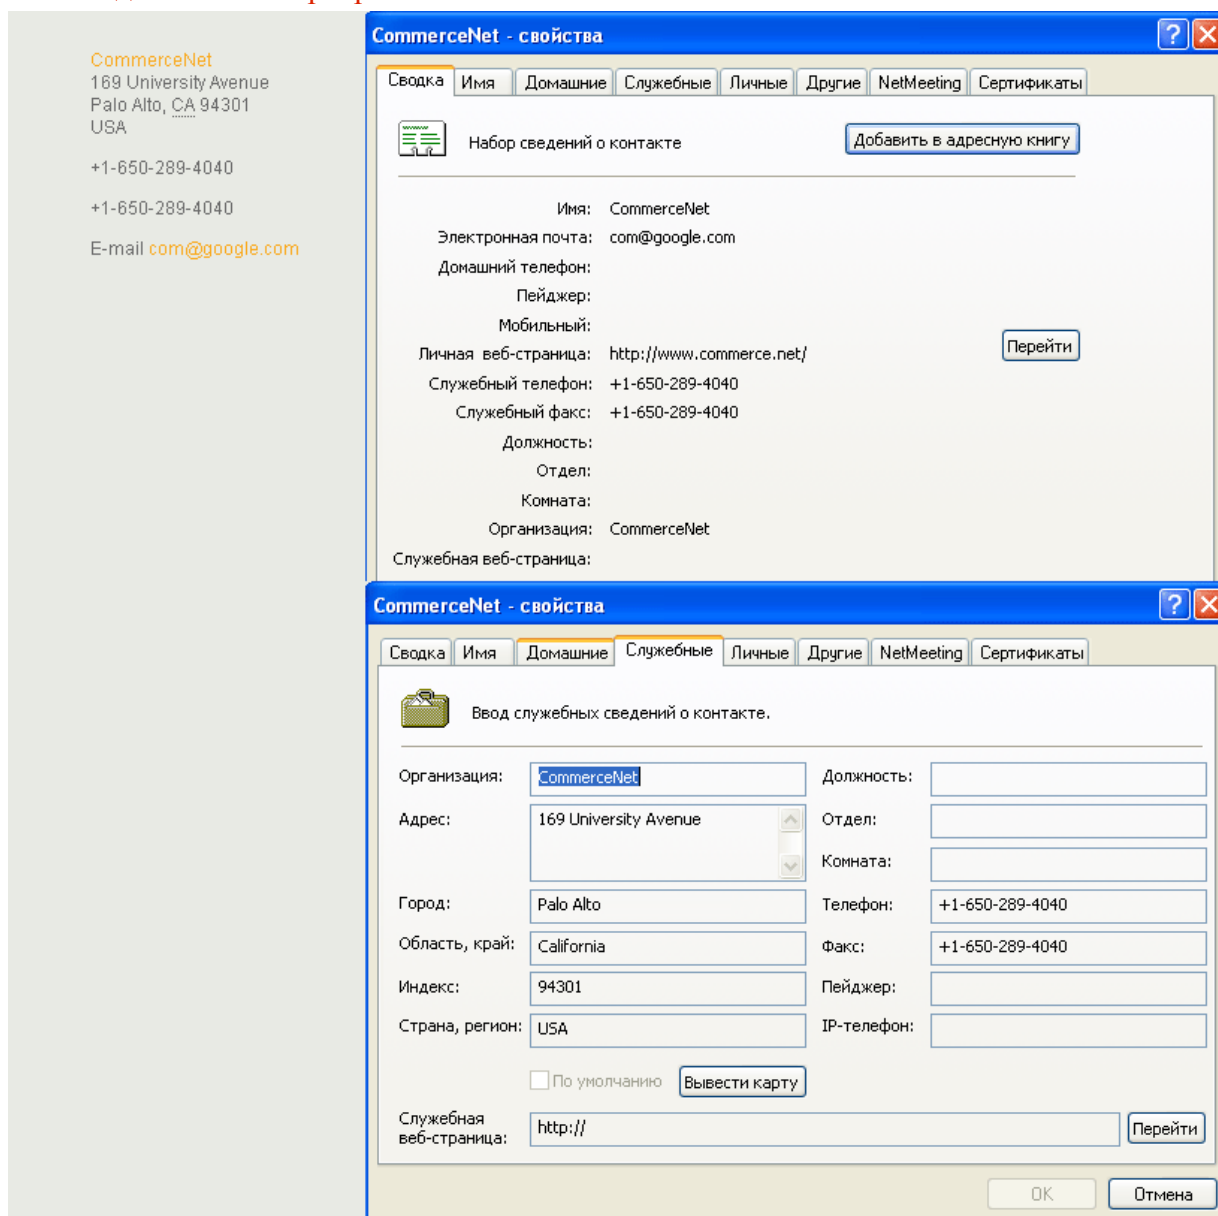 CommerceNet
169 University Avenue
Palo Alto, CA 94301
USA
+1-650-289-4040
+1-650-289-4040
E-mail com@google.com
CommerceNet - свойства
Сводка Имя Домашние Служебные Личные Другие NetMeeting Сертификаты
Набор сведений о контакте Добавить в адресную книгу
Имя: CommerceNet
Электронная почта: com@google.com
Домашний телефон:
Пейджер:
Мобильный:
Личная веб-страница: http://www.commerce.net/ Перейти
Служебный телефон: +1-650-289-4040
Служебный факс: +1-650-289-4040
Должность:
Отдел:
Комната:
Организация: CommerceNet
Служебная веб-страница:
CommerceNet - свойства
Сводка Имя Домашние Служебные Личные Другие NetMeeting Сертификаты
Ввод служебных сведений о контакте.
Организация: CommerceNet Должность:
Адрес: 169 University Avenue Отдел:
Комната:
Город: Palo Alto Телефон: +1-650-289-4040
Область, край: California Факс: +1-650-289-4040
Индекс: 94301 Пейджер:
Страна, регион: USA IP-телефон:
По умолчанию Вывести карту
Служебная
веб-страница: http:// Перейти
OK Отмена